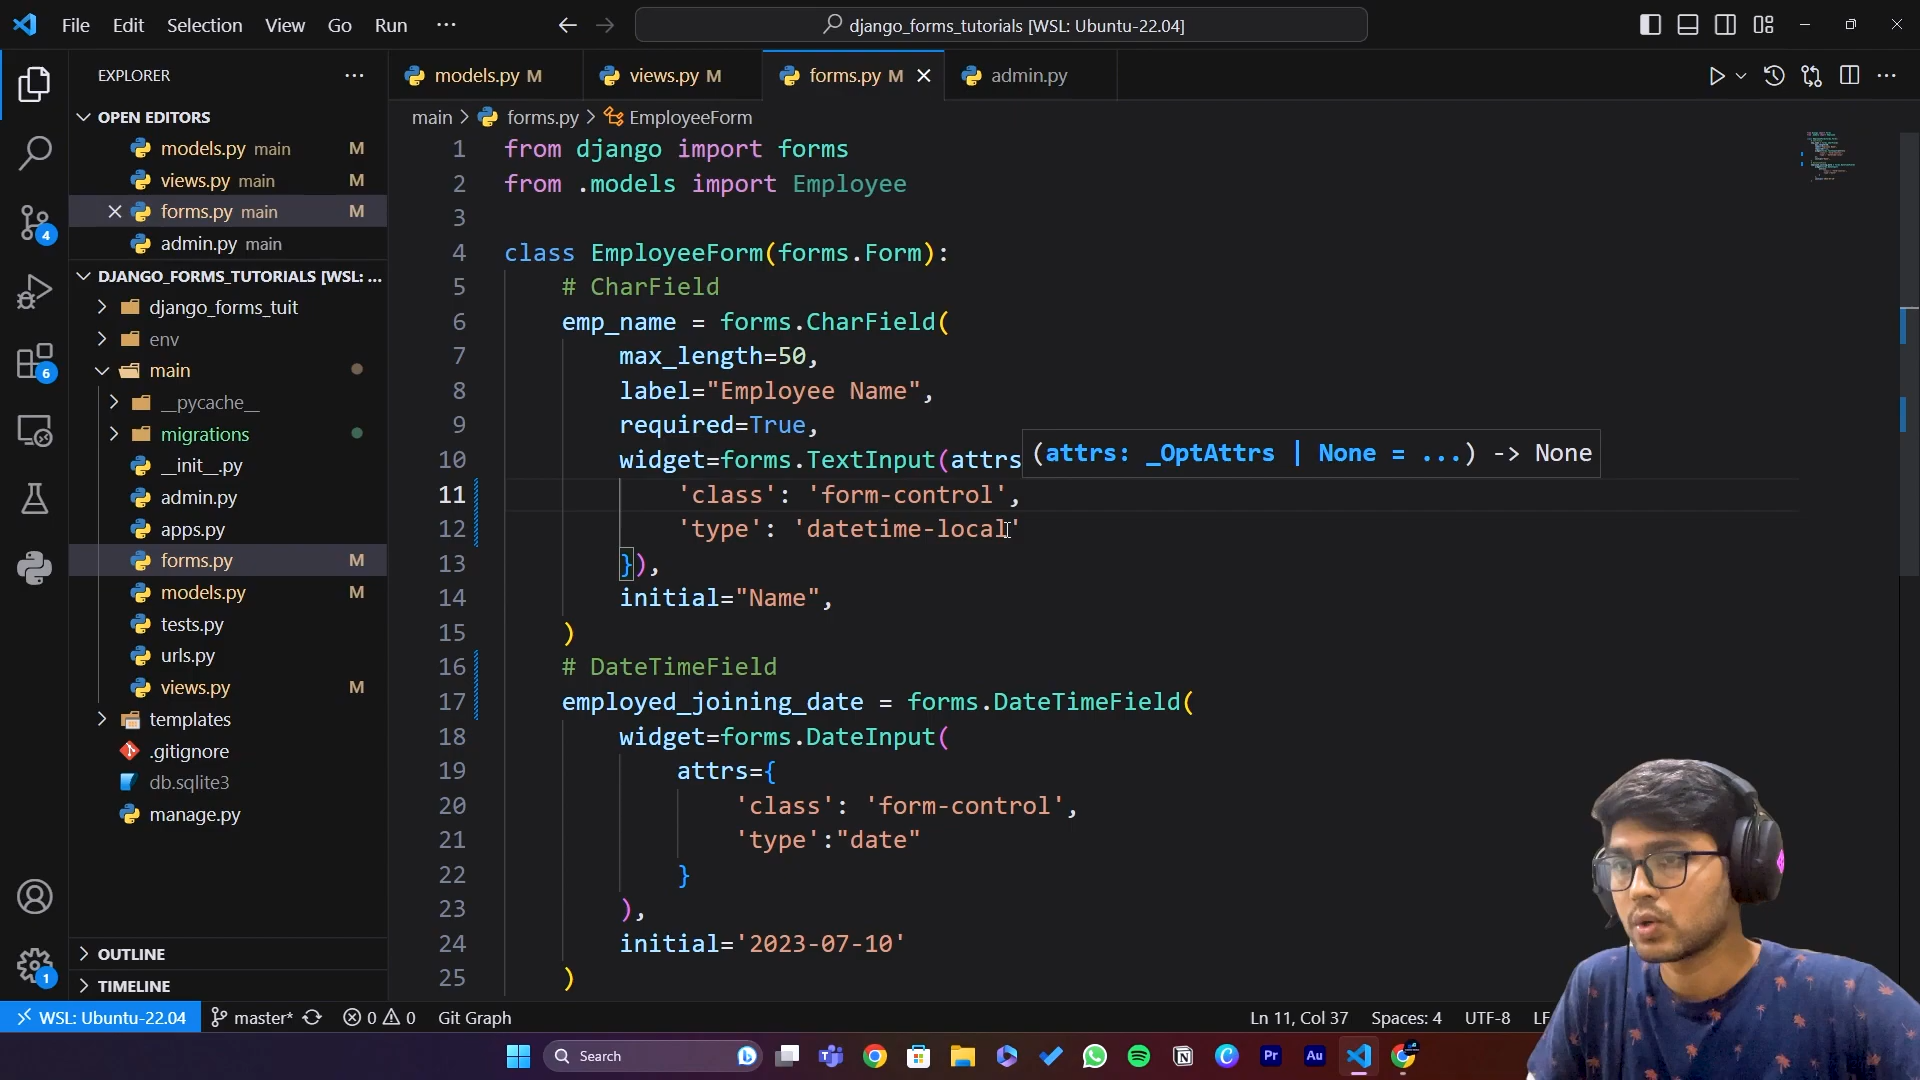 File Edit Selection View Go Run ···
django_forms_tutorials [WSL: Ubuntu-22.04]
EXPLORER
OPEN EDITORS
models.py main M
views.py main M
forms.py main M
admin.py main
DJANGO_FORMS_TUTORIALS [WSL: ...
django_forms_tuit
env
main
__pycache__
migrations
__init__.py
admin.py
apps.py
forms.py M
models.py M
tests.py
urls.py
views.py M
templates
.gitignore
db.sqlite3
manage.py
OUTLINE
TIMELINE
4
6
1
models.py M views.py M forms.py M admin.py
main > forms.py > EmployeeForm
1 from django import forms
2 from .models import Employee
3
4 class EmployeeForm(forms.Form):
5 # CharField
6 emp_name = forms.CharField(
7 max_length=50,
8 label="Employee Name",
9 required=True,
10 widget=forms.TextInput(attrs
(attrs: _OptAttrs | None = ...) -> None
11 'class': 'form-control',
12 'type': 'datetime-local'
13 }),
14 initial="Name",
15 )
16 # DateTimeField
17 employed_joining_date = forms.DateTimeField(
18 widget=forms.DateInput(
19 attrs={
20 'class': 'form-control',
21 'type':"date"
22 }
23 ),
24 initial='2023-07-10'
25 )
WSL: Ubuntu-22.04 master* 0 0 Git Graph Ln 11, Col 37 Spaces: 4 UTF-8 LF
Search
Pr
Au